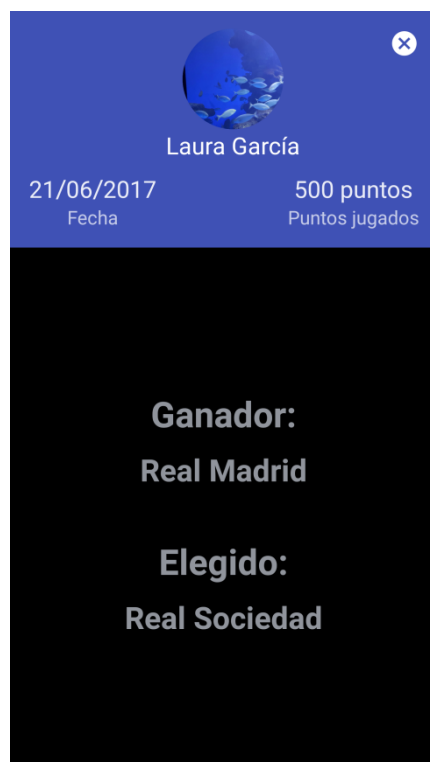 Laura García
21/06/2017 500 puntos
Fecha Puntos jugados
Ganador:
Real Madrid
Elegido:
Real Sociedad